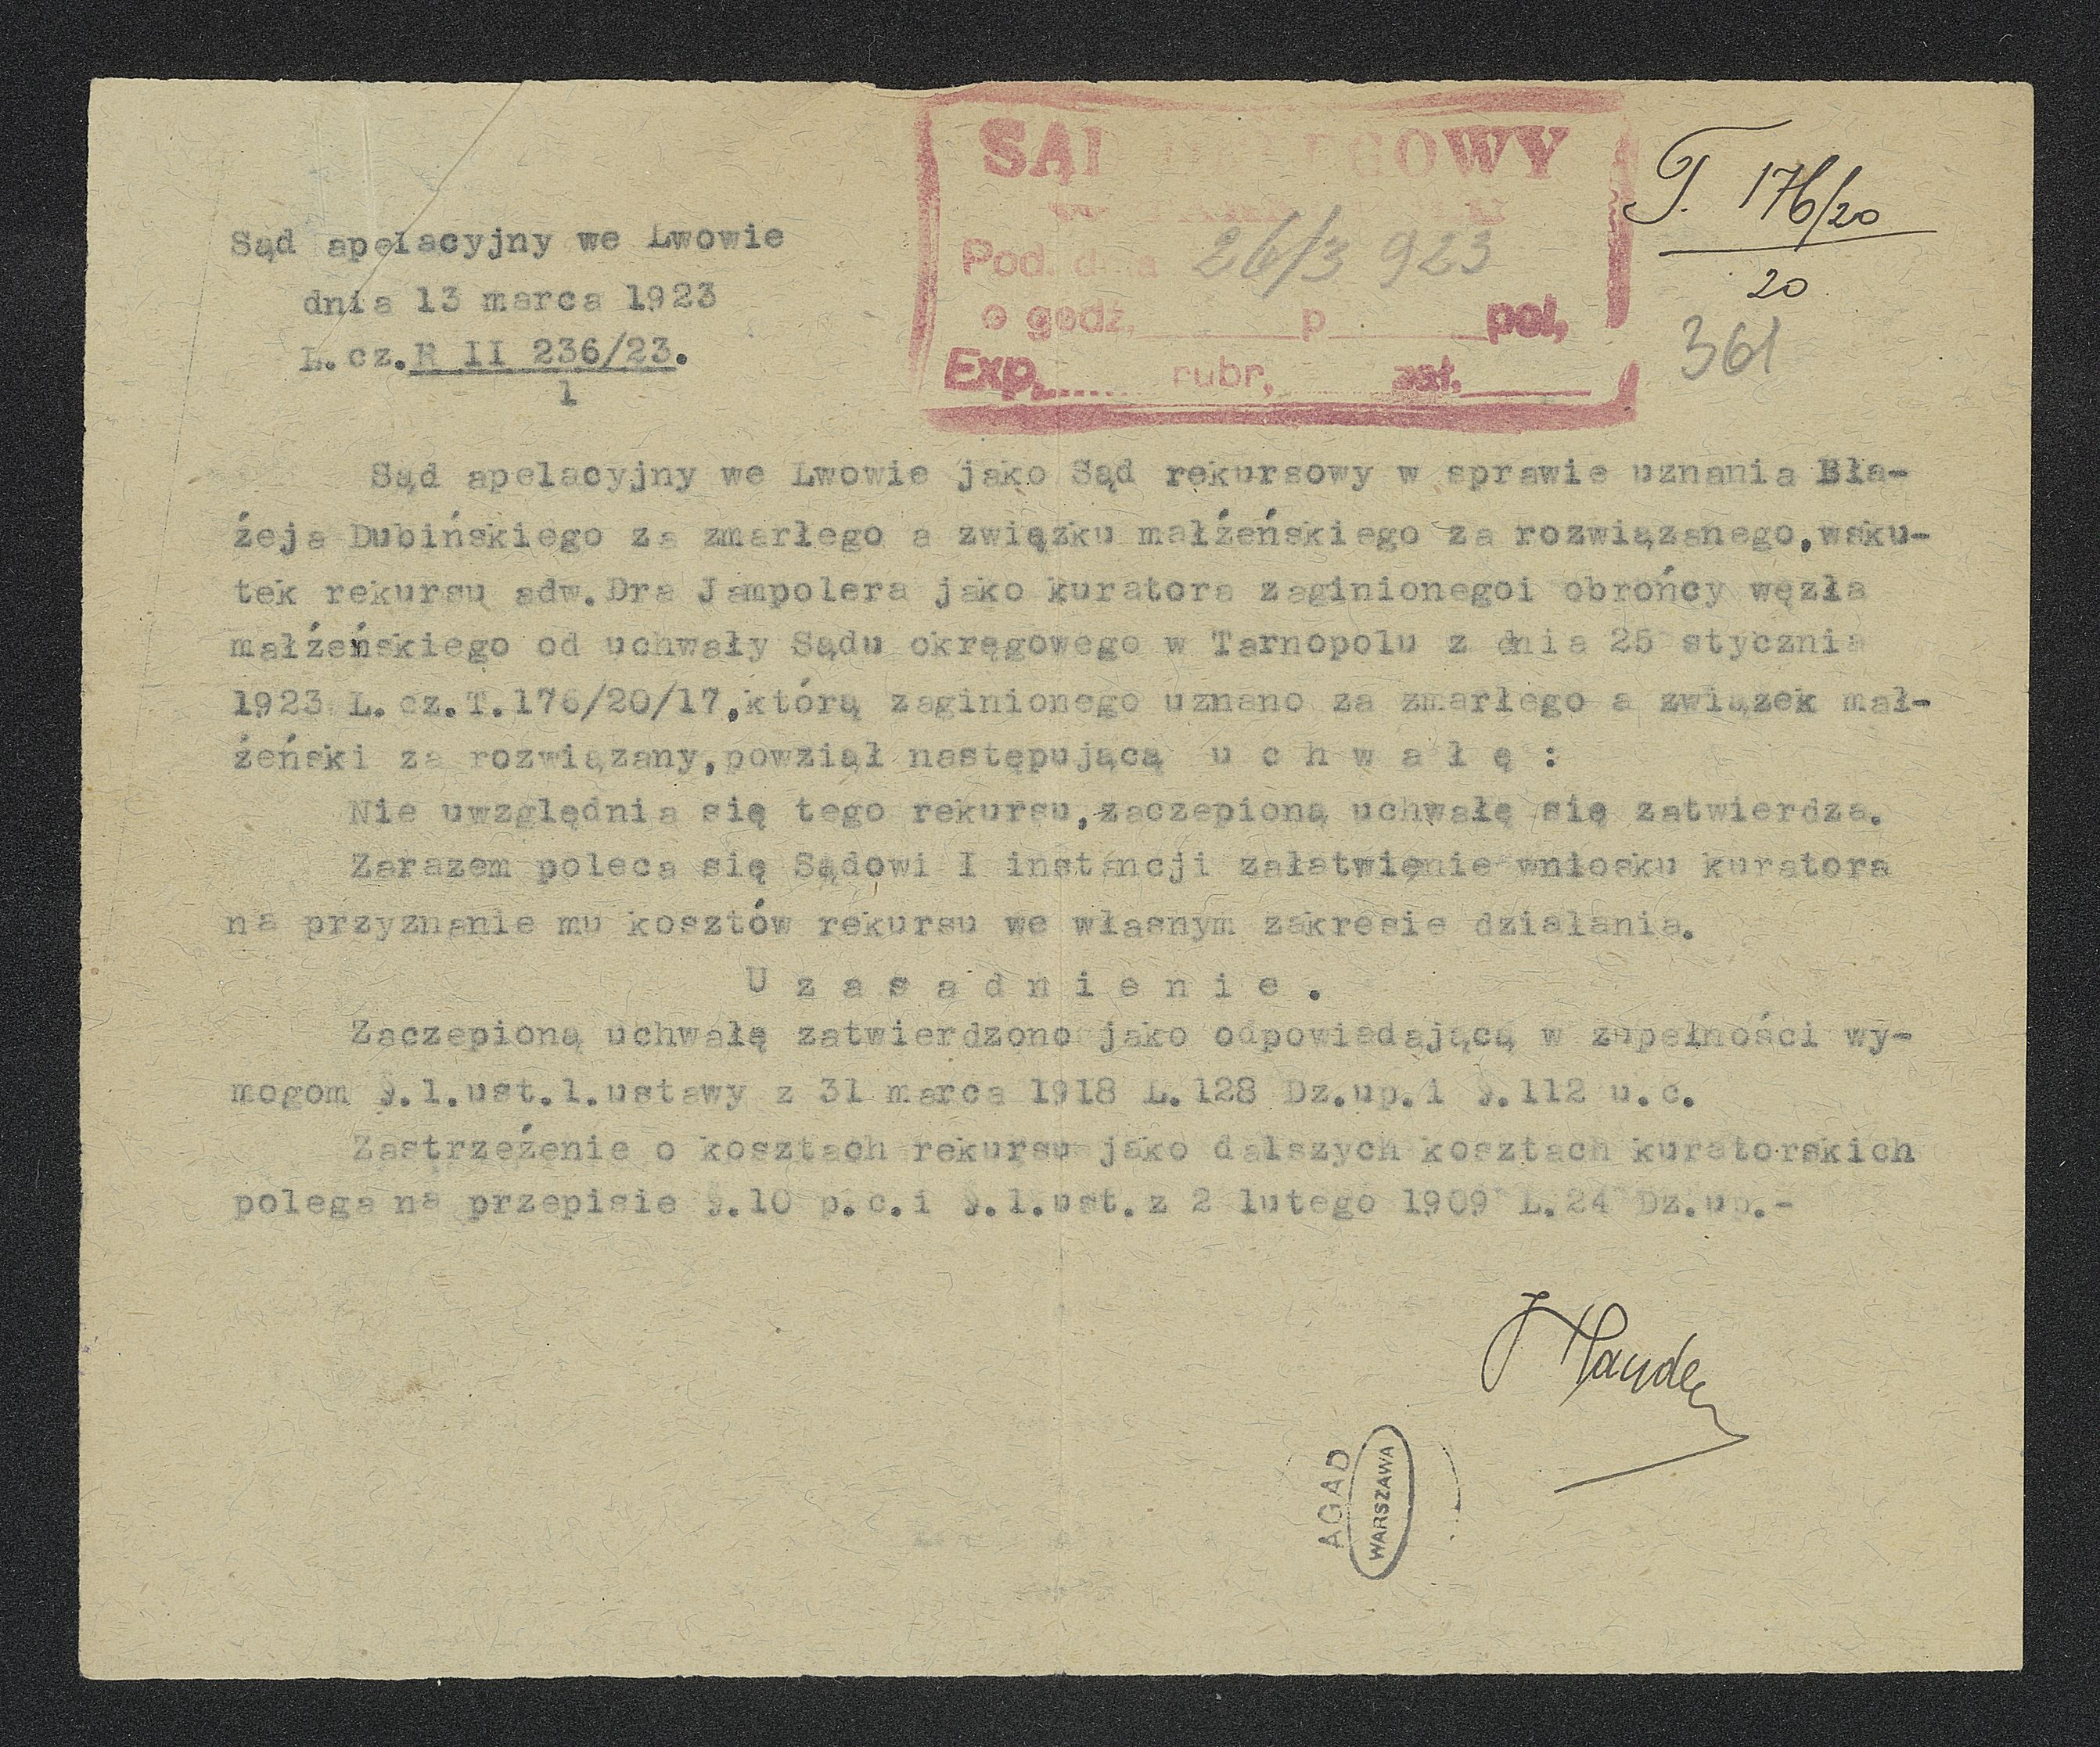 SĄD OKRĘGOWY
Pod. dnia 26/3 923
o godz, p poł,
Exp. rubr, zał.
T. 176/20
20
361
Sąd apelacyjny we Lwowie
dnia 13 marca 1923
L. cz. R II 236/23.
1
Sąd apelacyjny we Lwowie jako Sąd rekursowy w sprawie uznania Bła-
żeja Dubińskiego za zmarłego a związku małżeńskiego za rozwiązanego, wsku-
tek rekursu adw. Dra Jampolera jako kuratora zaginionegoi obrońcy węzła
małżeńskiego od uchwały Sądu okręgowego w Tarnopolu z dnia 25 stycznia
1923 L. cz. T. 176/20/17, którą zaginionego uznano za zmarłego a związek mał-
żeński za rozwiązany, powziął następującą u c h w a ł ę :
Nie uwzględnia się tego rekursu, zaczepioną uchwałę się zatwierdza.
Zarazem poleca się Sądowi I instancji załatwienie wniosku kuratora
na przyznanie mu kosztów rekursu we własnym zakresie działania.
U z a s a d n i e n i e .
Zaczepioną uchwałę zatwierdzono jako odpowiadającą w zupełności wy-
mogom §. 1. ust. 1. ustawy z 31 marca 1918 L. 128 Dz. up. i §. 112 u. c.
Zastrzeżenie o kosztach rekursu jako dalszych kosztach kuratorskich
polega na przepisie §. 10 p. c. i §. 1. ust. z 2 lutego 1909 L. 24 Dz. up. -
AGAD
WARSZAWA